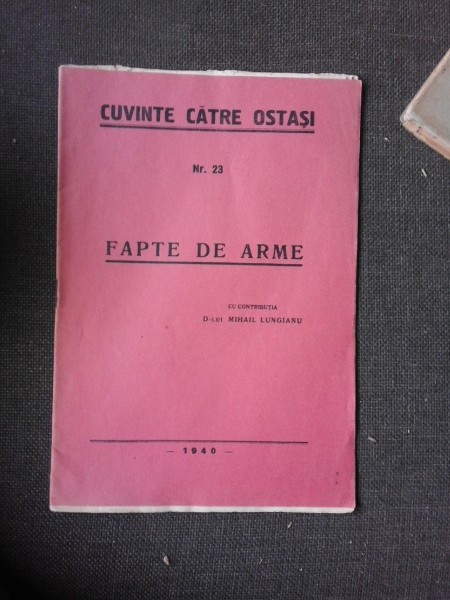 CUVINTE CĂTRE OSTAȘI
Nr. 23
FAPTE DE ARME
CU CONTRIBUȚIA
D-LUI MIHAIL LUNGIANU
— 1940 —